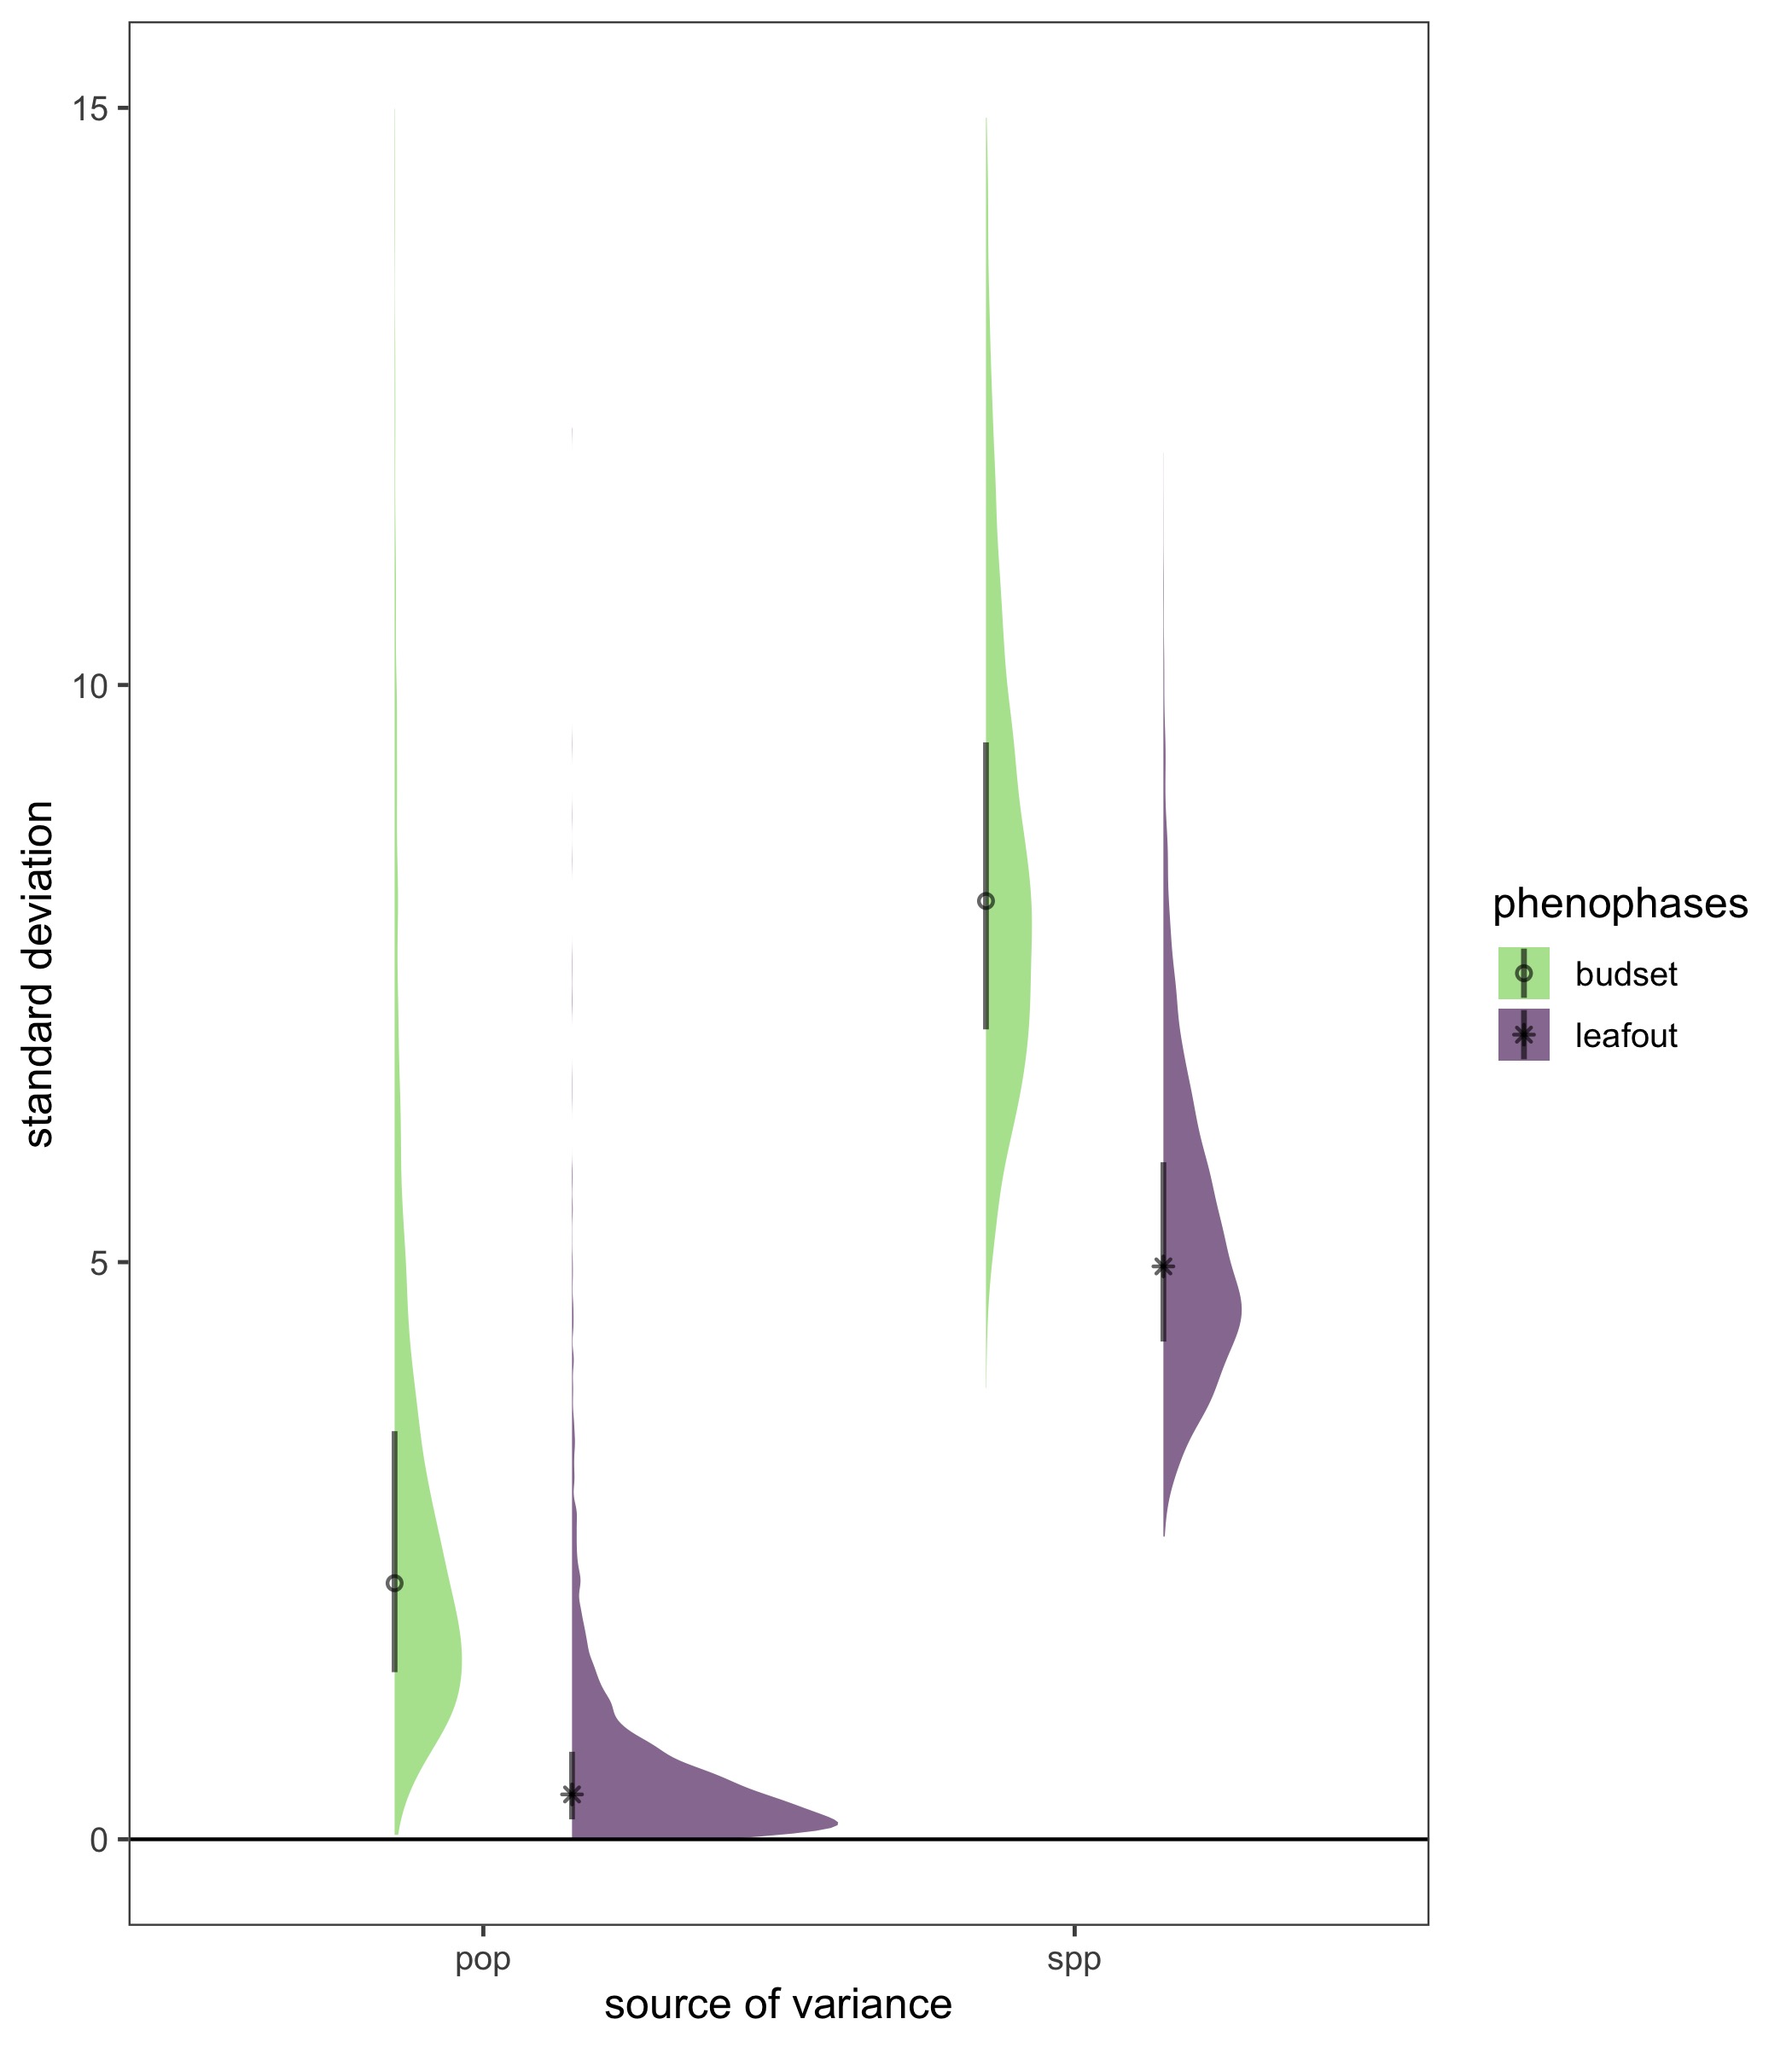 15
10
5
0
standard deviation
pop
spp
source of variance
phenophases
budset
leafout